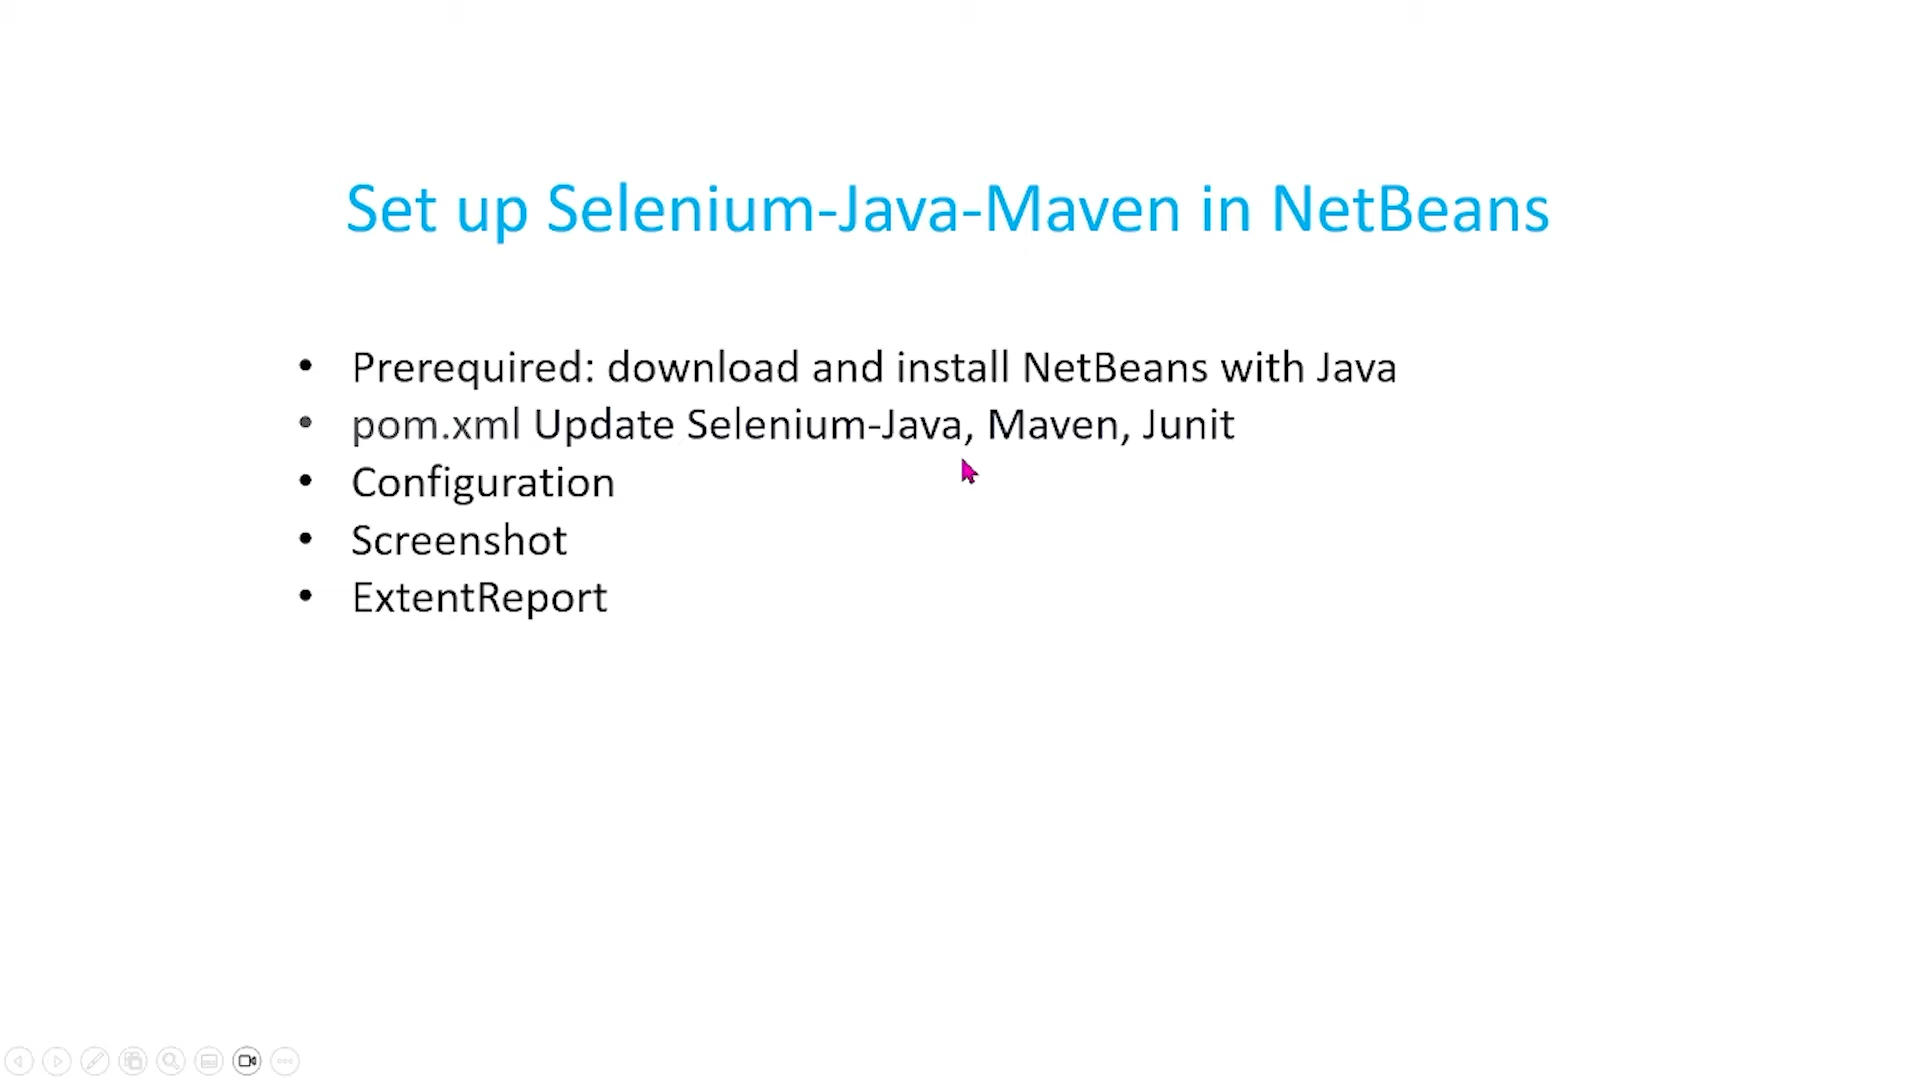 Set up Selenium-Java-Maven in NetBeans
• Prerequired: download and install NetBeans with Java
• pom.xml Update Selenium-Java, Maven, Junit
• Configuration
• Screenshot
• ExtentReport